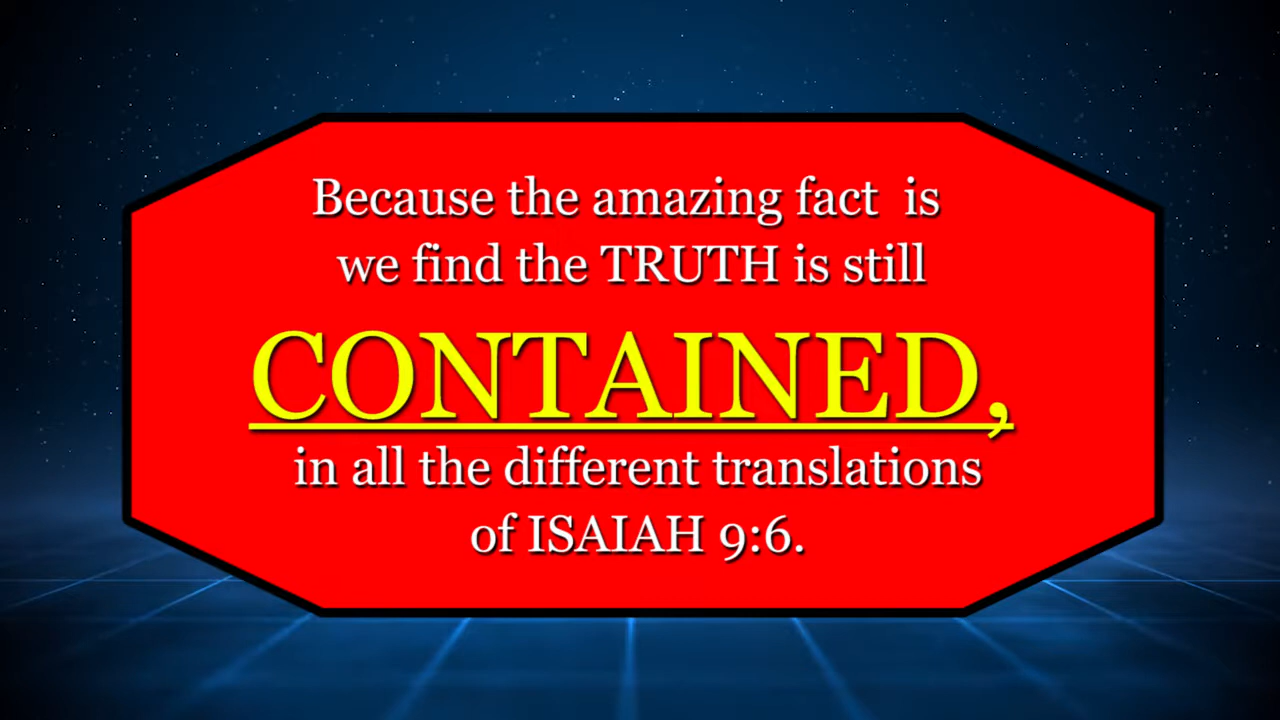 Because the amazing fact is
we find the TRUTH is still
CONTAINED,
in all the different translations
of ISAIAH 9:6.